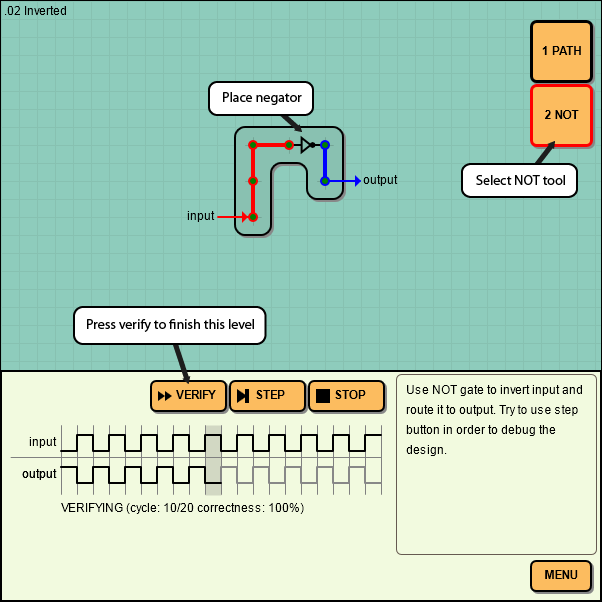 .02 Inverted
1 PATH
2 NOT
Place negator
Select NOT tool
output
input
Press verify to finish this level
VERIFY
STEP
STOP
Use NOT gate to invert input and
route it to output. Try to use step
button in order to debug the
design.
input
output
VERIFYING (cycle: 10/20 correctness: 100%)
MENU